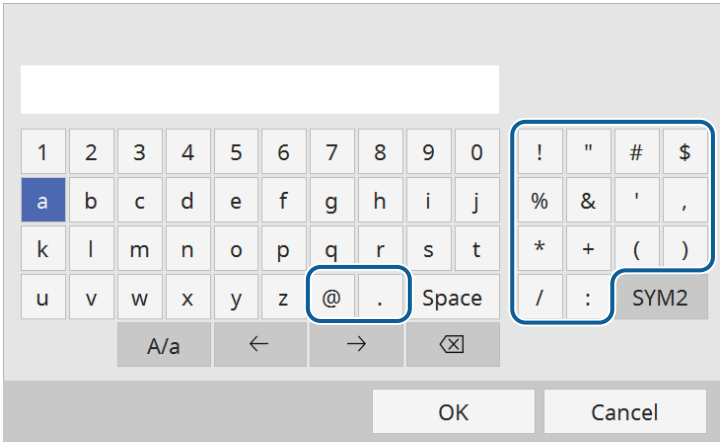 1 2 3 4 5 6 7 8 9 0 ! " # $
a b c d e f g h i j % & ' ,
k l m n o p q r s t * + ( )
u v w x y z @ . Space / : SYM2
A/a ← → ⌫
OK Cancel